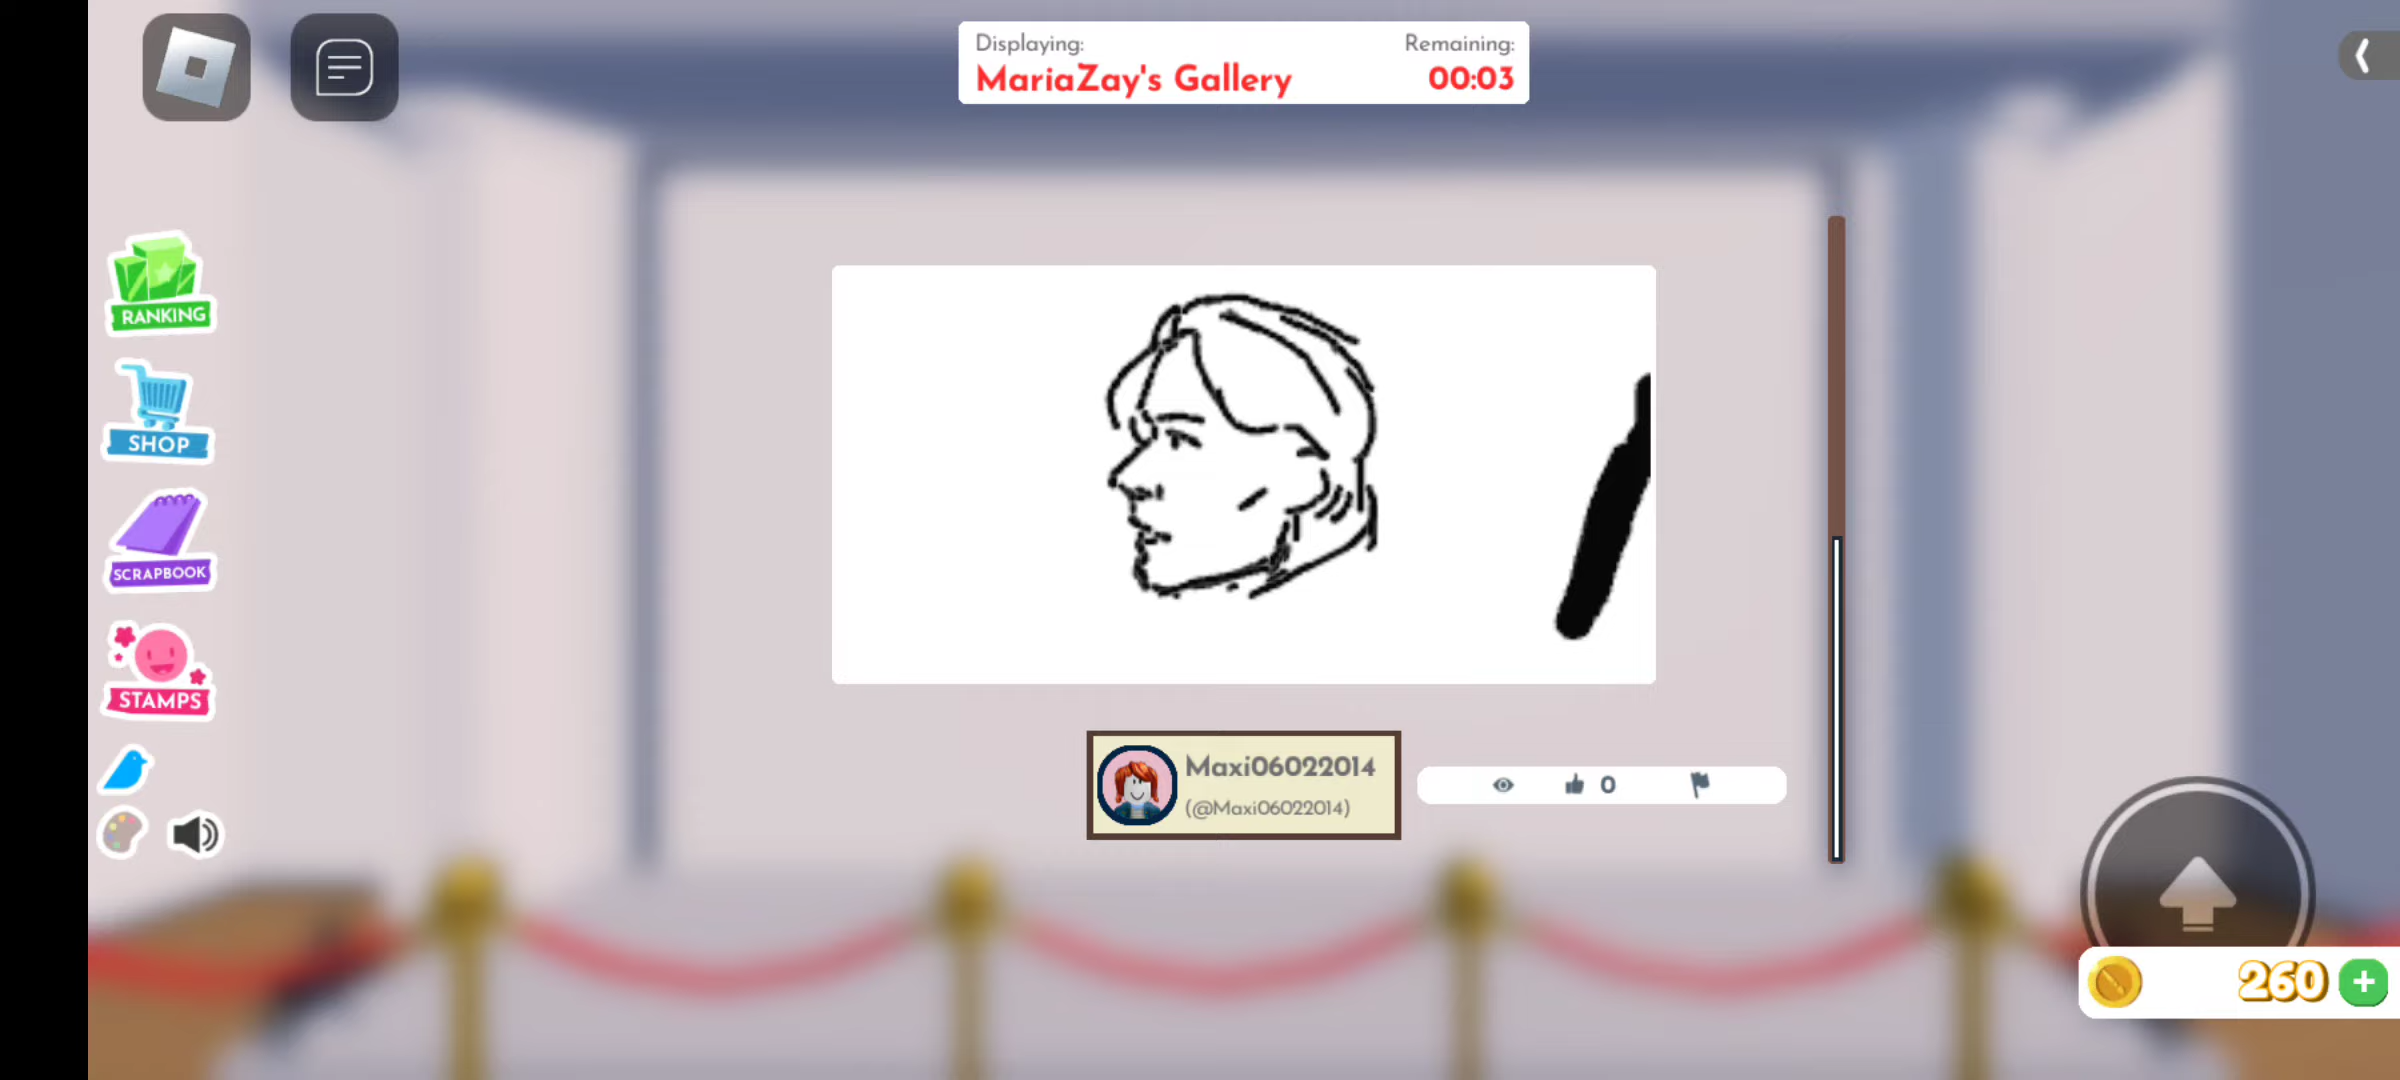 Displaying:
MariaZay's Gallery
Remaining:
00:03
RANKING
SHOP
SCRAPBOOK
STAMPS
Maxi06022014
(@Maxi06022014)
0
260